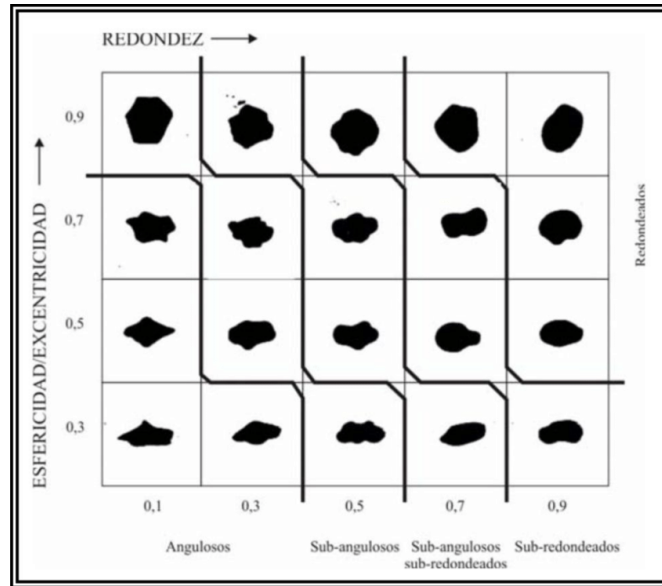 REDONDEZ
ESFERICIDAD/EXCENTRICIDAD
0,9
0,7
0,5
0,3
Redondeados
0,1
0,3
0,5
0,7
0,9
Angulosos
Sub-angulosos
Sub-angulosos
sub-redondeados
Sub-redondeados